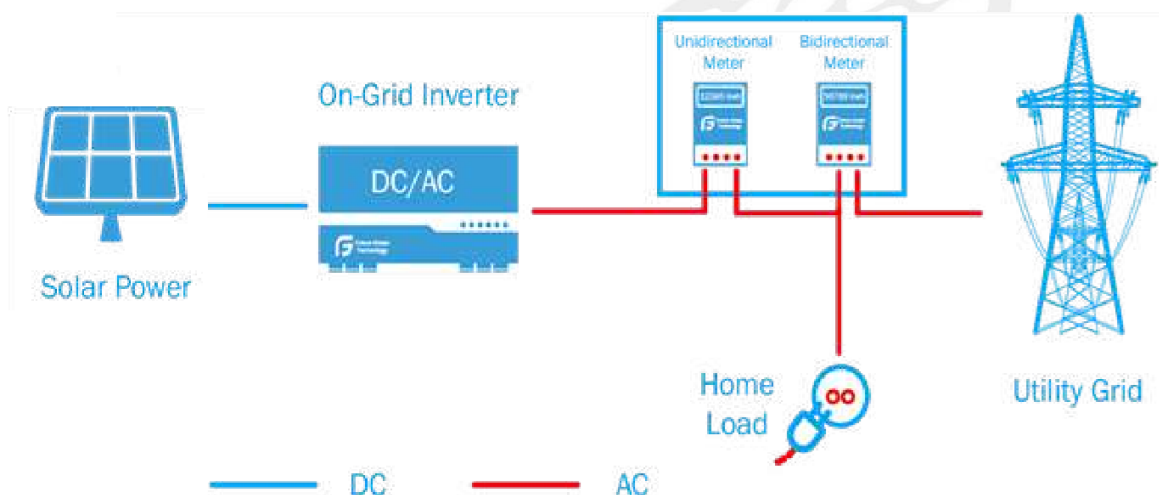 Unidirectional
Meter
Bidirectional
Meter
On-Grid Inverter
DC/AC
Solar Power
Home
Load
Utility Grid
DC
AC